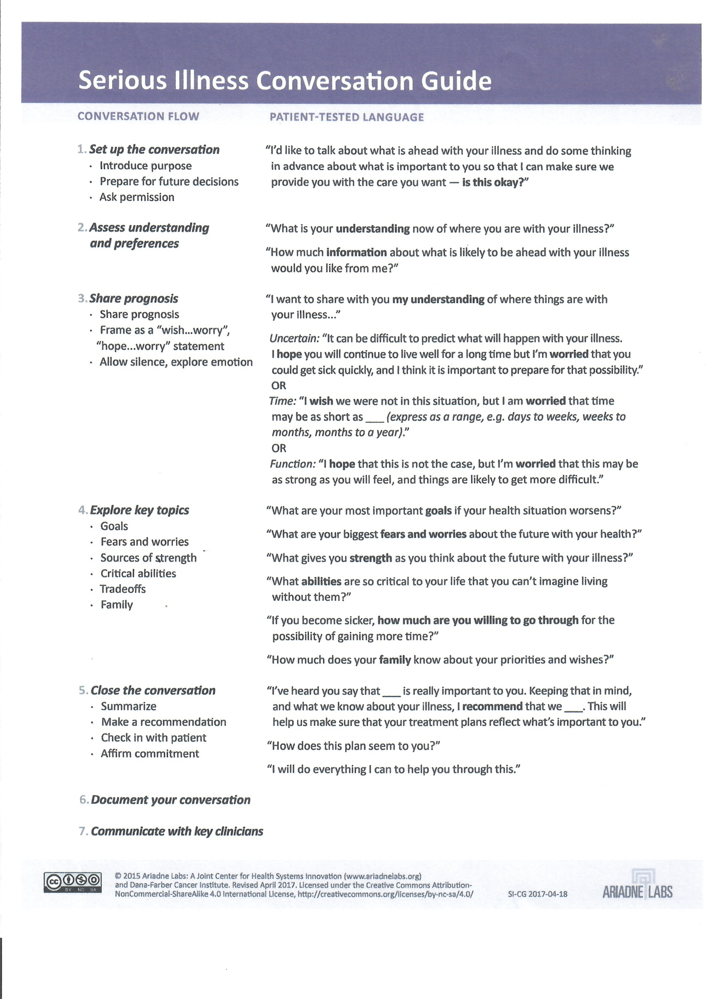 Serious Illness Conversation Guide
CONVERSATION FLOW
PATIENT-TESTED LANGUAGE
1. Set up the conversation
· Introduce purpose
· Prepare for future decisions
· Ask permission
“I’d like to talk about what is ahead with your illness and do some thinking
in advance about what is important to you so that I can make sure we
provide you with the care you want — is this okay?”
2. Assess understanding
and preferences
“What is your understanding now of where you are with your illness?”
“How much information about what is likely to be ahead with your illness
would you like from me?”
3. Share prognosis
· Share prognosis
· Frame as a “wish...worry”,
“hope...worry” statement
· Allow silence, explore emotion
“I want to share with you my understanding of where things are with
your illness...”
Uncertain: “It can be difficult to predict what will happen with your illness.
I hope you will continue to live well for a long time but I’m worried that you
could get sick quickly, and I think it is important to prepare for that possibility.”
OR
Time: “I wish we were not in this situation, but I am worried that time
may be as short as ___ (express as a range, e.g. days to weeks, weeks to
months, months to a year).”
OR
Function: “I hope that this is not the case, but I’m worried that this may be
as strong as you will feel, and things are likely to get more difficult.”
4. Explore key topics
· Goals
· Fears and worries
· Sources of strength
· Critical abilities
· Tradeoffs
· Family
“What are your most important goals if your health situation worsens?”
“What are your biggest fears and worries about the future with your health?”
“What gives you strength as you think about the future with your illness?”
“What abilities are so critical to your life that you can’t imagine living
without them?”
“If you become sicker, how much are you willing to go through for the
possibility of gaining more time?”
“How much does your family know about your priorities and wishes?”
5. Close the conversation
· Summarize
· Make a recommendation
· Check in with patient
· Affirm commitment
“I’ve heard you say that ___ is really important to you. Keeping that in mind,
and what we know about your illness, I recommend that we ___. This will
help us make sure that your treatment plans reflect what’s important to you.”
“How does this plan seem to you?”
“I will do everything I can to help you through this.”
6. Document your conversation
7. Communicate with key clinicians
cc
BY NC SA
© 2015 Ariadne Labs: A Joint Center for Health Systems Innovation (www.ariadnelabs.org)
and Dana-Farber Cancer Institute. Revised April 2017. Licensed under the Creative Commons Attribution-
NonCommercial-ShareAlike 4.0 International License, http://creativecommons.org/licenses/by-nc-sa/4.0/
SI-CG 2017-04-18
ARIADNE LABS